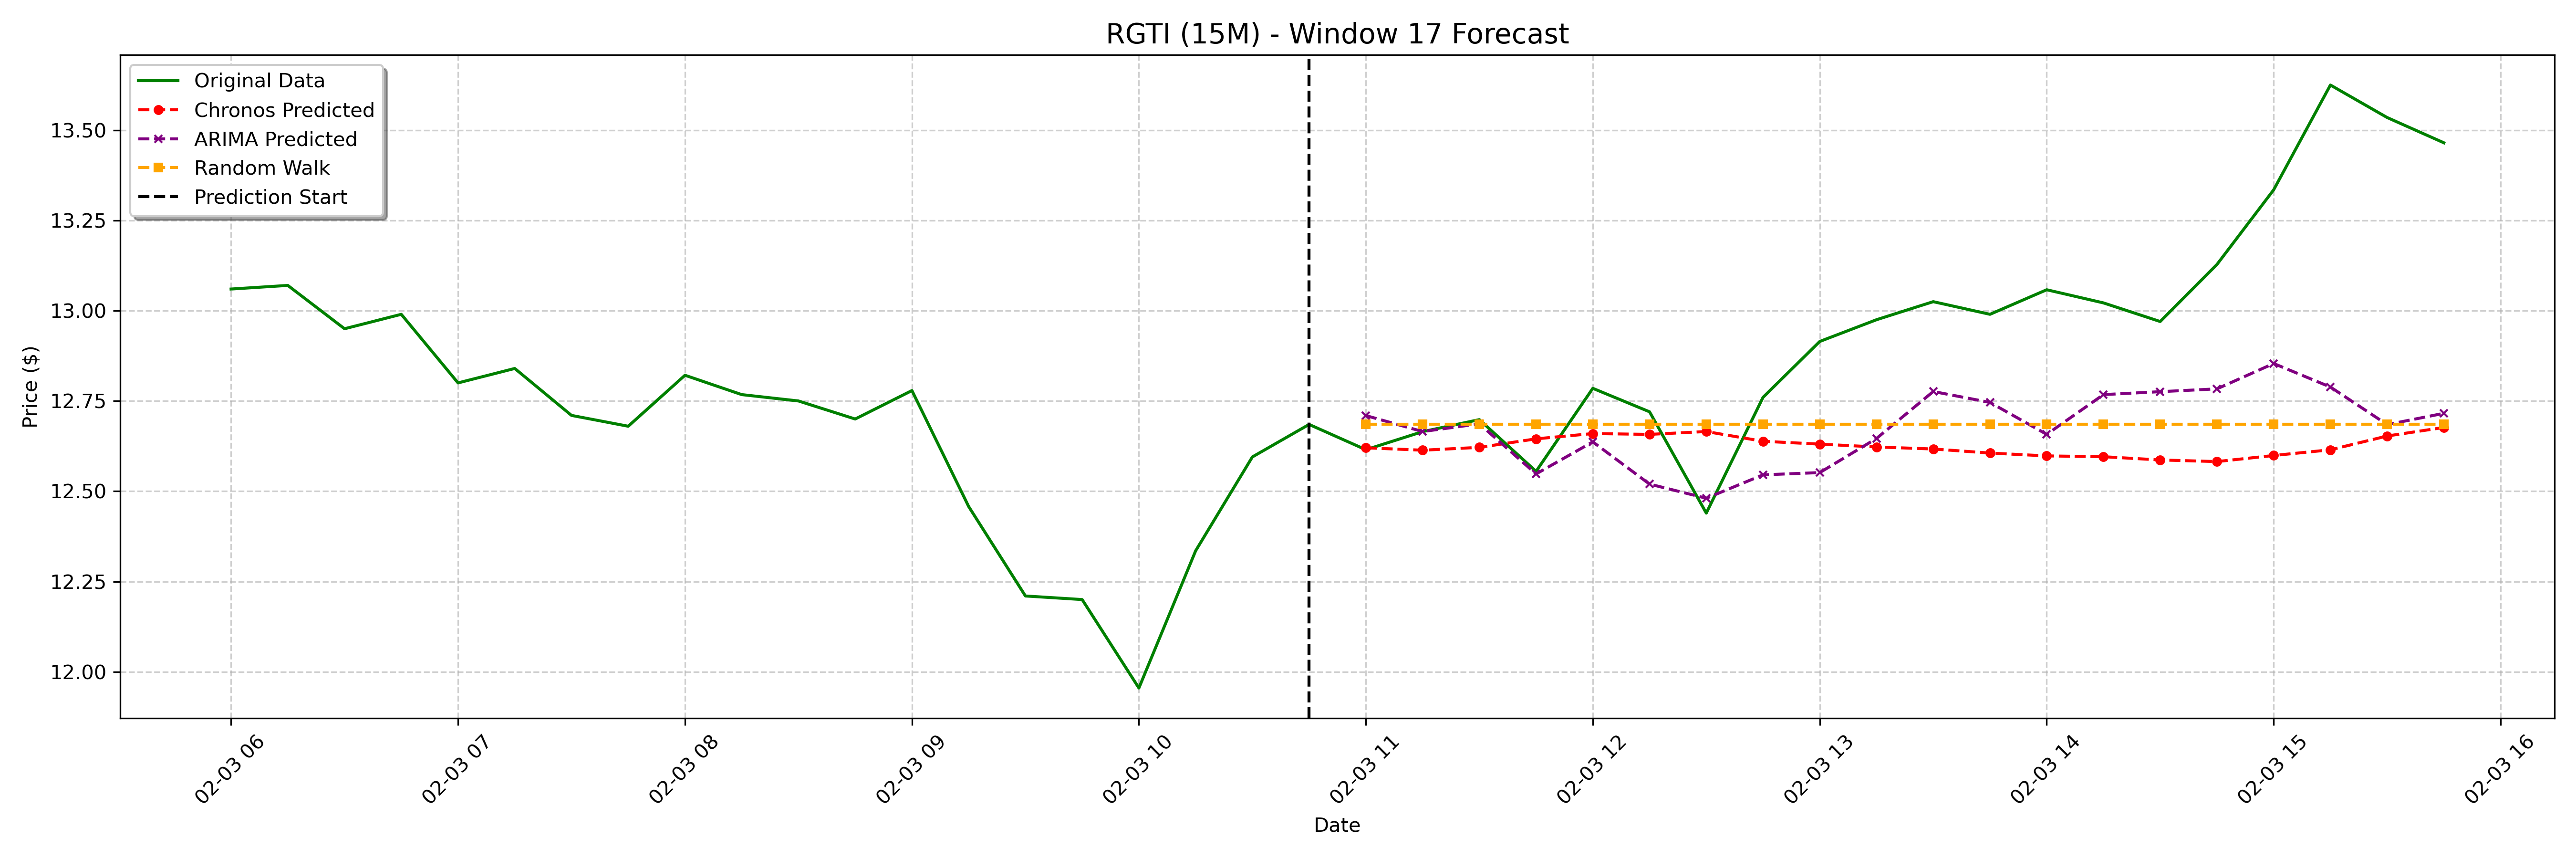 RGTI (15M) - Window 17 Forecast
Original Data
Chronos Predicted
ARIMA Predicted
Random Walk
Prediction Start
Price ($)
13.50
13.25
13.00
12.75
12.50
12.25
12.00
02-03 06
02-03 07
02-03 08
02-03 09
02-03 10
02-03 11
02-03 12
02-03 13
02-03 14
02-03 15
02-03 16
Date